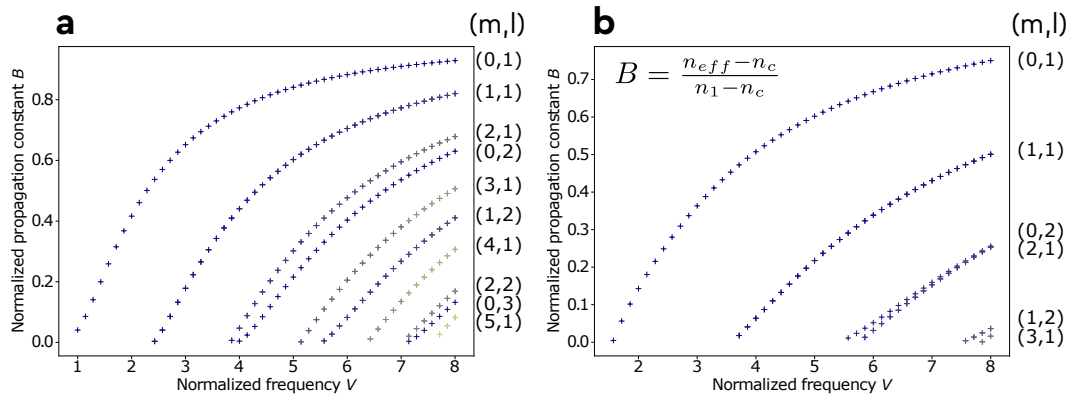 a
(m,l)
Normalized propagation constant B
0.8
0.6
0.4
0.2
0.0
1 2 3 4 5 6 7 8
Normalized frequency V
(0,1)
(1,1)
(2,1)
(0,2)
(3,1)
(1,2)
(4,1)
(2,2)
(0,3)
(5,1)
b
(m,l)
B = \frac{n_{eff}-n_c}{n_1-n_c}
Normalized propagation constant B
0.7
0.6
0.5
0.4
0.3
0.2
0.1
0.0
2 3 4 5 6 7 8
Normalized frequency V
(0,1)
(1,1)
(0,2)
(2,1)
(1,2)
(3,1)